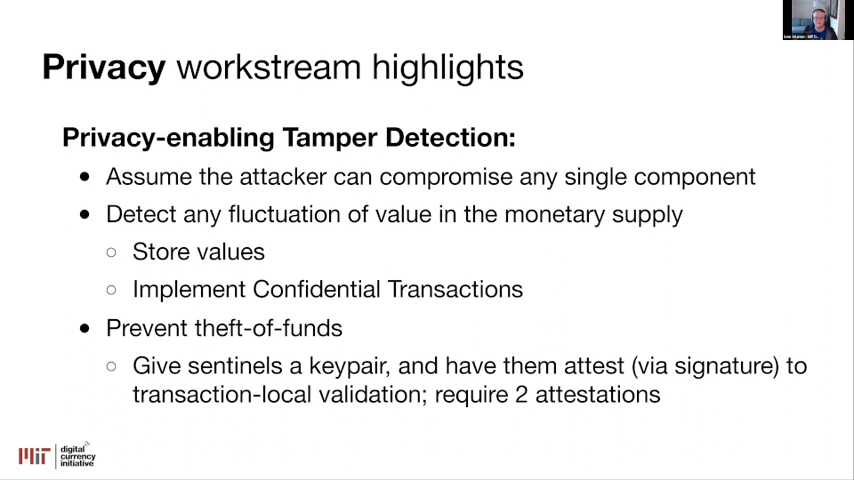 Privacy workstream highlights
Privacy-enabling Tamper Detection:
● Assume the attacker can compromise any single component
● Detect any fluctuation of value in the monetary supply
○ Store values
○ Implement Confidential Transactions
● Prevent theft-of-funds
○ Give sentinels a keypair, and have them attest (via signature) to
transaction-local validation; require 2 attestations
MIT
digital
currency
initiative